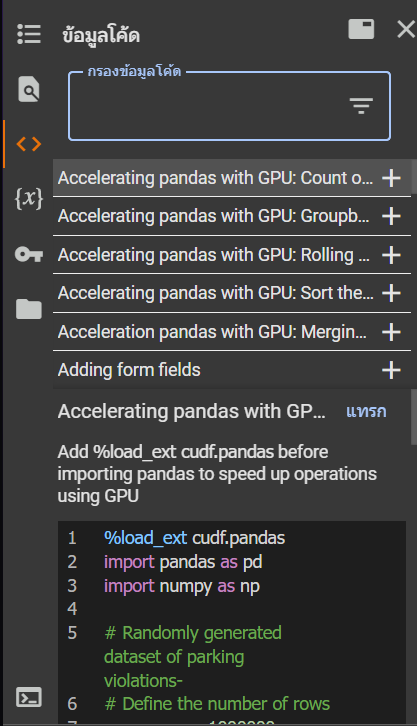 ข้อมูลโค้ด
กรองข้อมูลโค้ด
{x}
Accelerating pandas with GPU: Count o...
Accelerating pandas with GPU: Groupb...
Accelerating pandas with GPU: Rolling ...
Accelerating pandas with GPU: Sort the...
Acceleration pandas with GPU: Mergin...
Adding form fields
Accelerating pandas with GP... แทรก
Add %load_ext cudf.pandas before
importing pandas to speed up operations
using GPU
1 %load_ext cudf.pandas
2 import pandas as pd
3 import numpy as np
4
5 # Randomly generated
dataset of parking
violations-
6 # Define the number of rows